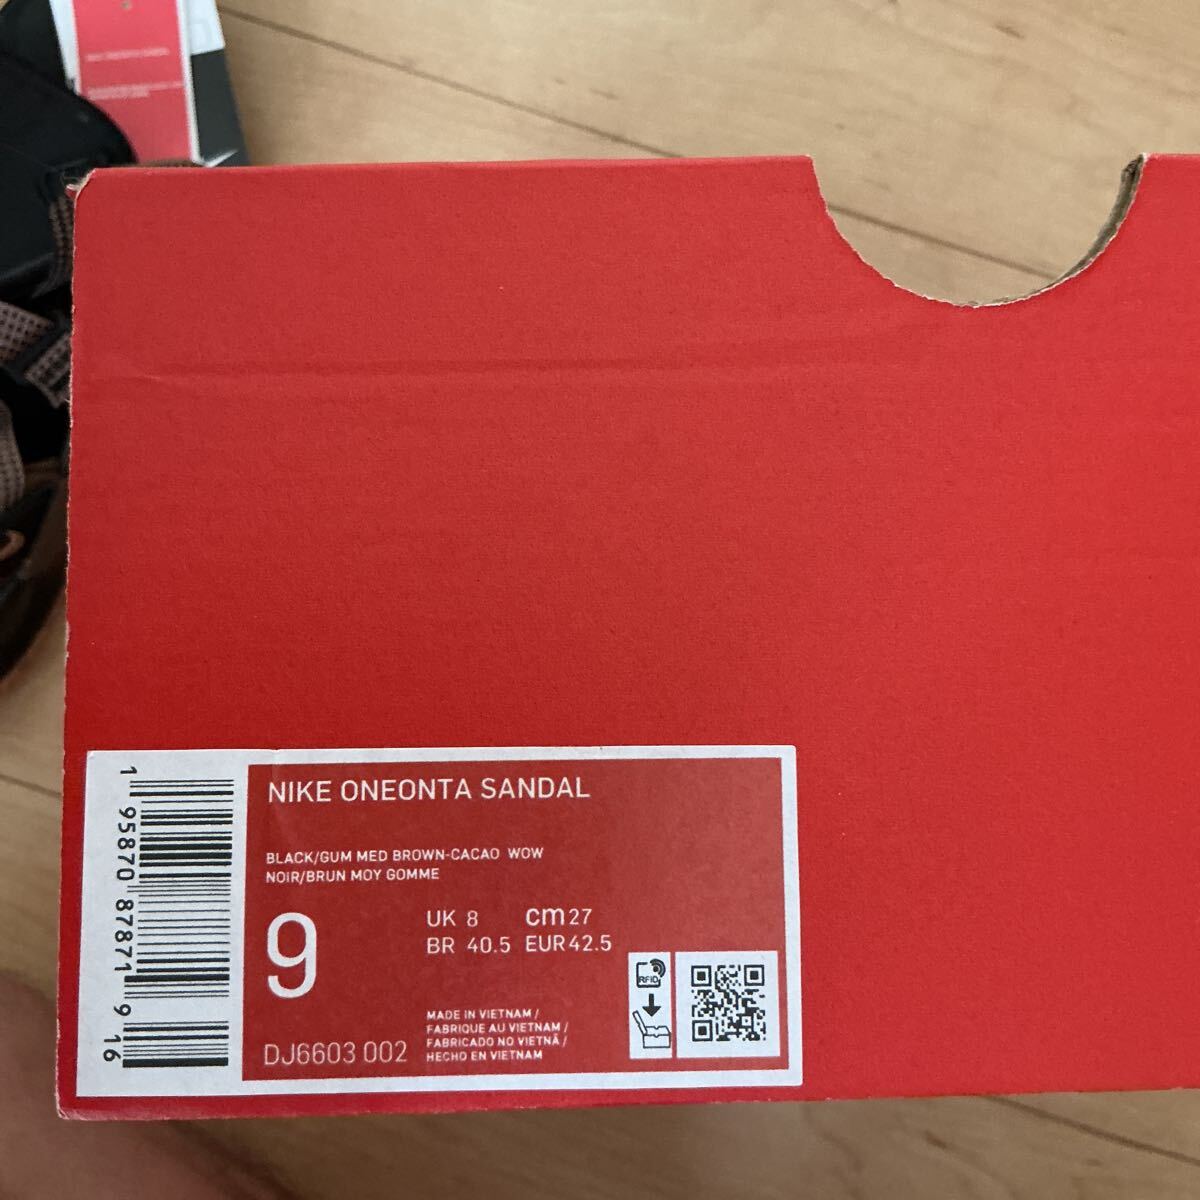 NIKE ONEONTA SANDAL
BLACK/GUM MED BROWN-CACAO WOW
NOIR/BRUN MOY GOMME
9
UK 8 cm 27
BR 40.5 EUR 42.5
DJ6603 002
MADE IN VIETNAM /
FABRIQUE AU VIETNAM /
FABRICADO NO VIETNÃ /
HECHO EN VIETNAM
RFID
1 95870 87871 9 16